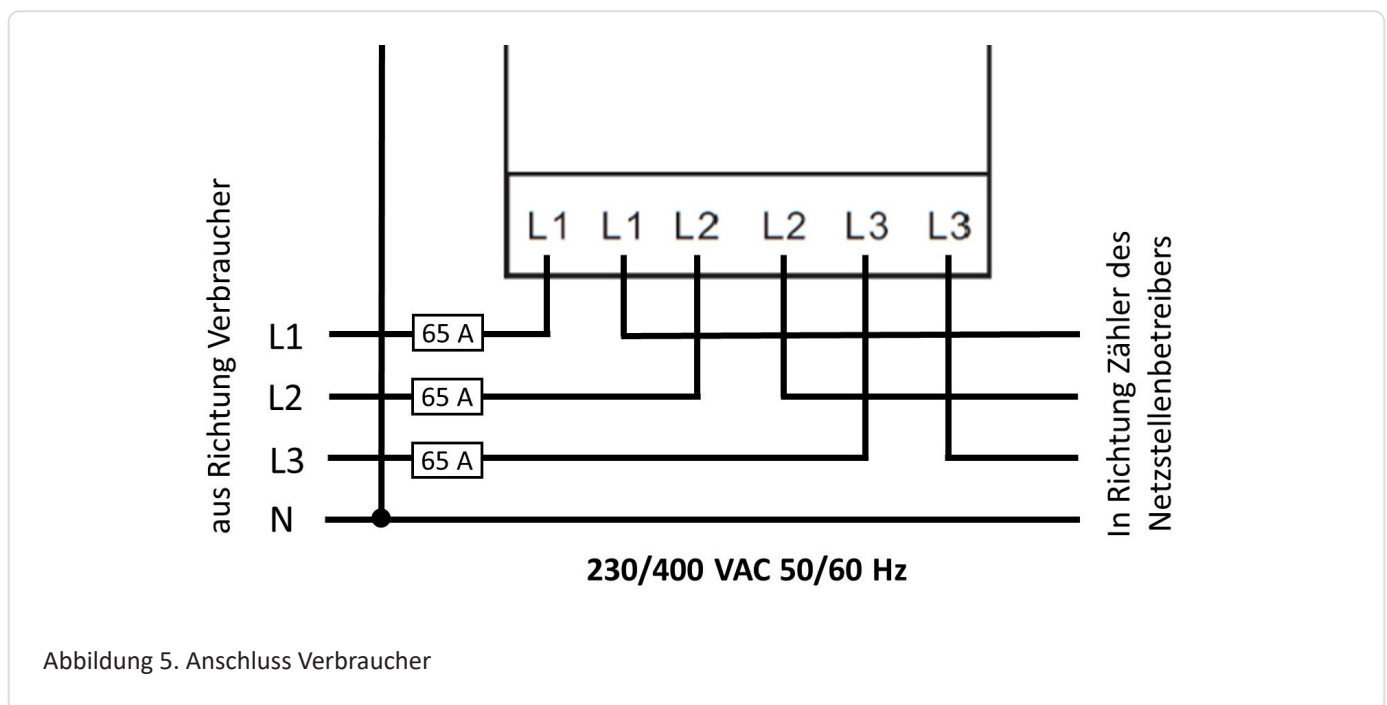 L1 L1 L2 L2 L3 L3
aus Richtung Verbraucher
L1 65 A
L2 65 A
L3 65 A
N
In Richtung Zähler des
Netzstellenbetreibers
230/400 VAC 50/60 Hz
Abbildung 5. Anschluss Verbraucher